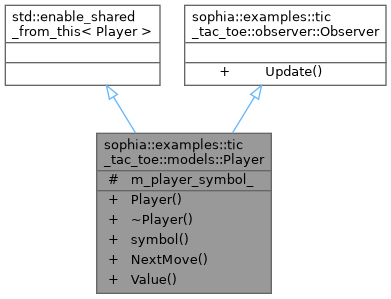 std::enable_shared
_from_this< Player >
sophia::examples::tic
_tac_toe::observer::Observer
+ Update()
sophia::examples::tic
_tac_toe::models::Player
# m_player_symbol_
+ Player()
+ ~Player()
+ symbol()
+ NextMove()
+ Value()